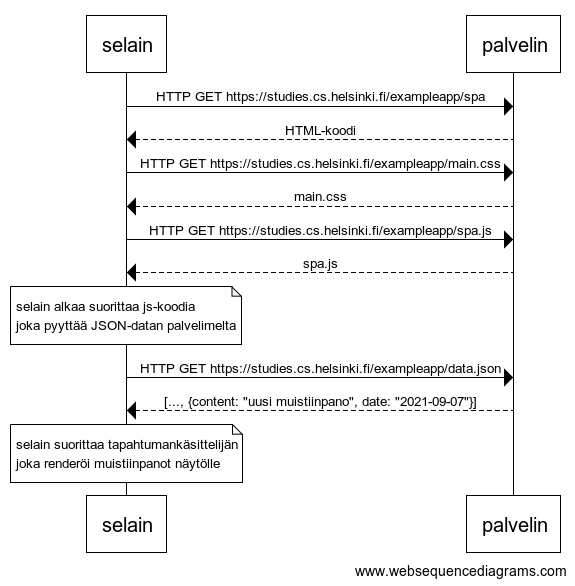 selain
palvelin
HTTP GET https://studies.cs.helsinki.fi/exampleapp/spa
HTML-koodi
HTTP GET https://studies.cs.helsinki.fi/exampleapp/main.css
main.css
HTTP GET https://studies.cs.helsinki.fi/exampleapp/spa.js
spa.js
selain alkaa suorittaa js-koodia
joka pyyttää JSON-datan palvelimelta
HTTP GET https://studies.cs.helsinki.fi/exampleapp/data.json
[..., {content: "uusi muistiinpano", date: "2021-09-07"}]
selain suorittaa tapahtumankäsittelijän
joka renderöi muistiinpanot näytölle
selain
palvelin
www.websequencediagrams.com